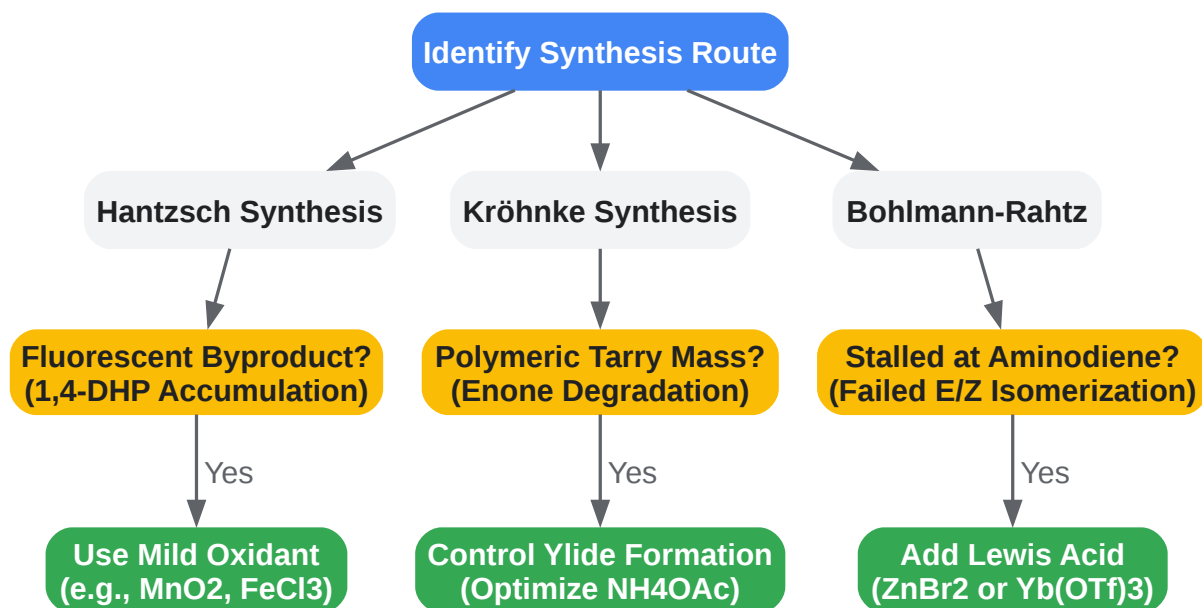 Identify Synthesis Route
Hantzsch Synthesis
Kröhnke Synthesis
Bohlmann-Rahtz
Fluorescent Byproduct?
(1,4-DHP Accumulation)
Polymeric Tarry Mass?
(Enone Degradation)
Stalled at Aminodiene?
(Failed E/Z Isomerization)
Yes
Yes
Yes
Use Mild Oxidant
(e.g., MnO2, FeCl3)
Control Ylide Formation
(Optimize NH4OAc)
Add Lewis Acid
(ZnBr2 or Yb(OTf)3)